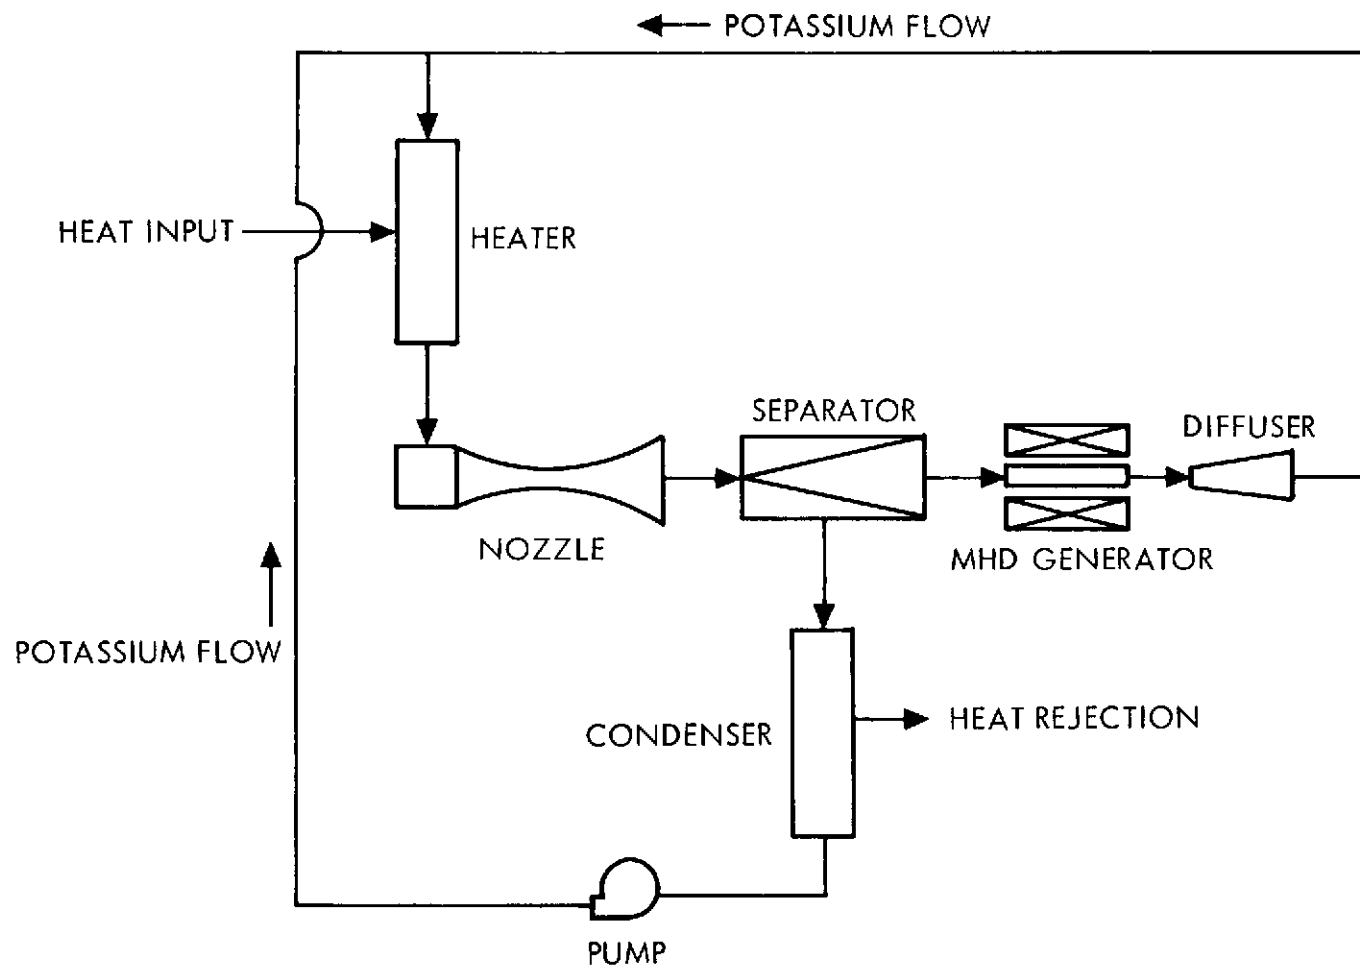 POTASSIUM FLOW
HEAT INPUT
HEATER
SEPARATOR
DIFFUSER
NOZZLE
MHD GENERATOR
POTASSIUM FLOW
CONDENSER
HEAT REJECTION
PUMP